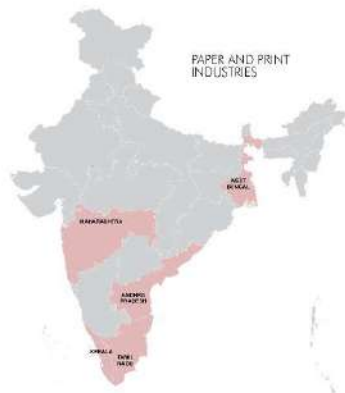 PAPER AND PRINT
INDUSTRIES
WEST
BENGAL
MAHARASHTRA
ANDHRA
PRADESH
KERALA
TAMIL
NADU